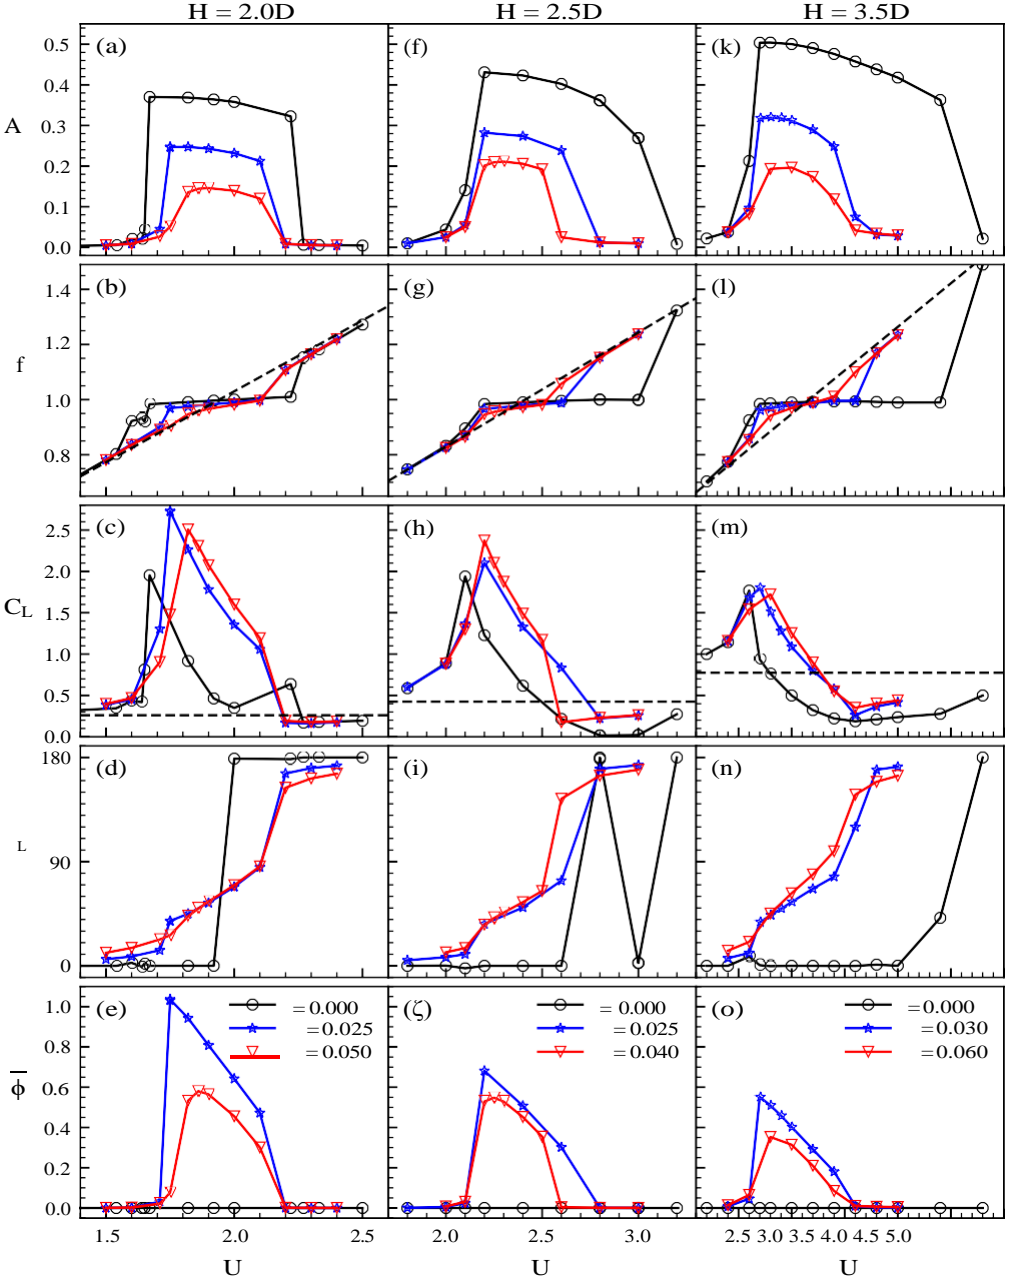 H = 2.0D H = 2.5D H = 3.5D
(a) (f) (k)
A
0.5
0.4
0.3
0.2
0.1
0.0
(b) (g) (l)
f
1.4
1.2
1.0
0.8
(c) (h) (m)
C_L
2.5
2.0
1.5
1.0
0.5
0.0
(d) (i) (n)
L
180
90
0
(e) (ζ) (o)
ϕ̅
1.0
0.8
0.6
0.4
0.2
0.0
=0.000 =0.000 =0.000
=0.025 =0.025 =0.030
=0.050 =0.040 =0.060
1.5 2.0 2.5 2.0 2.5 3.0 2.5 3.0 3.5 4.0 4.5 5.0
U U U